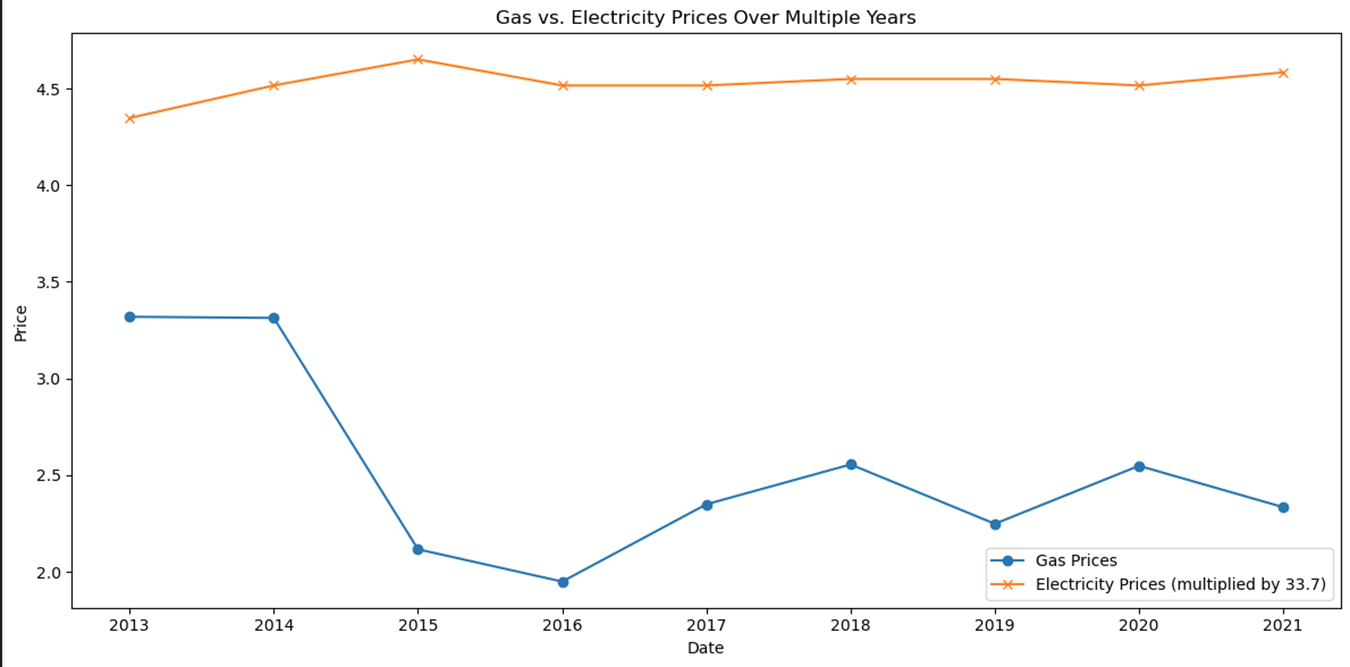 Gas vs. Electricity Prices Over Multiple Years
Price
4.5
4.0
3.5
3.0
2.5
2.0
Gas Prices
Electricity Prices (multiplied by 33.7)
2013 2014 2015 2016 2017 2018 2019 2020 2021
Date